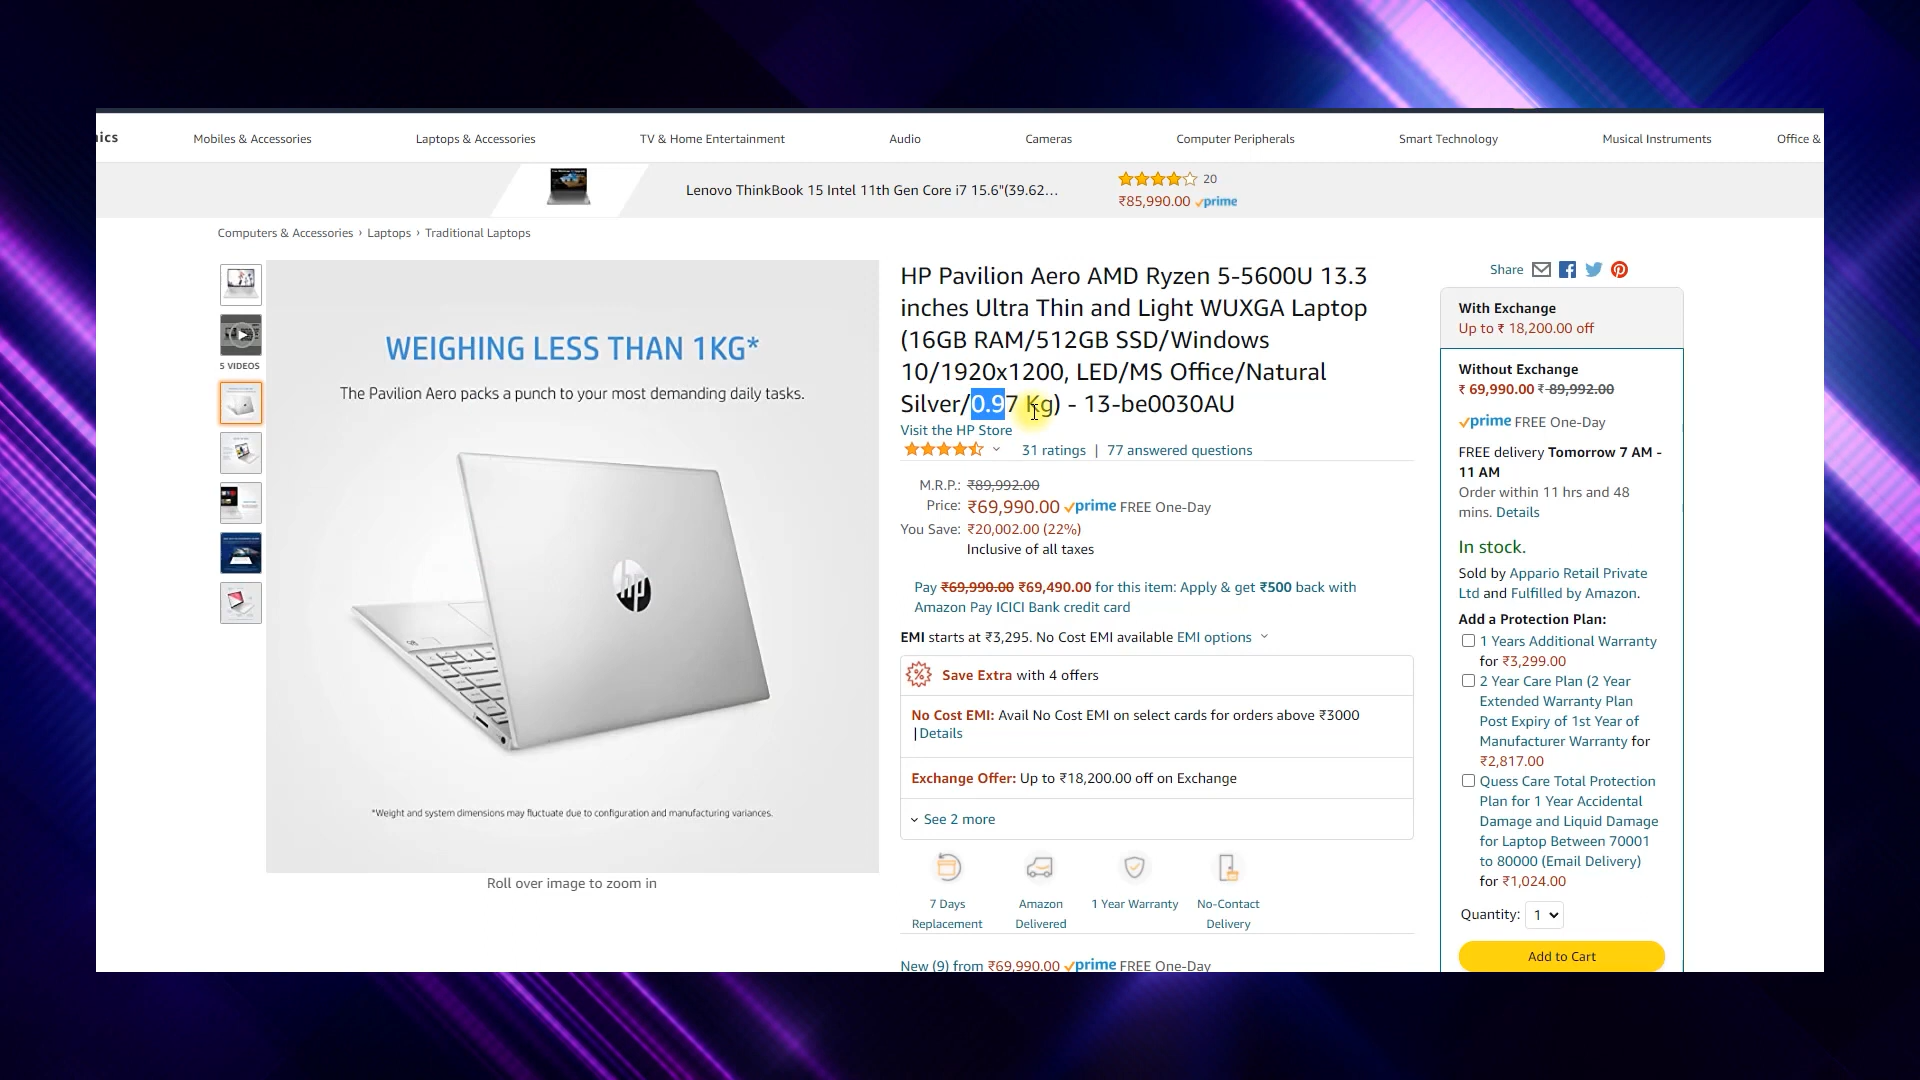 ics
Mobiles & Accessories
Laptops & Accessories
TV & Home Entertainment
Audio
Cameras
Computer Peripherals
Smart Technology
Musical Instruments
Office &
Lenovo ThinkBook 15 Intel 11th Gen Core i7 15.6"(39.62...
20
₹85,990.00 prime
Computers & Accessories › Laptops › Traditional Laptops
5 VIDEOS
WEIGHING LESS THAN 1KG*
The Pavilion Aero packs a punch to your most demanding daily tasks.
hp
*Weight and system dimensions may fluctuate due to configuration and manufacturing variances.
Roll over image to zoom in
HP Pavilion Aero AMD Ryzen 5-5600U 13.3
inches Ultra Thin and Light WUXGA Laptop
(16GB RAM/512GB SSD/Windows
10/1920x1200, LED/MS Office/Natural
Silver/0.97 Kg) - 13-be0030AU
Visit the HP Store
31 ratings | 77 answered questions
M.R.P.: ₹89,992.00
Price: ₹69,990.00 prime FREE One-Day
You Save: ₹20,002.00 (22%)
Inclusive of all taxes
Pay ₹69,990.00 ₹69,490.00 for this item: Apply & get ₹500 back with
Amazon Pay ICICI Bank credit card
EMI starts at ₹3,295. No Cost EMI available EMI options
Save Extra with 4 offers
No Cost EMI: Avail No Cost EMI on select cards for orders above ₹3000
|Details
Exchange Offer: Up to ₹18,200.00 off on Exchange
See 2 more
7 Days
Replacement
Amazon
Delivered
1 Year Warranty
No-Contact
Delivery
New (9) from ₹69,990.00 prime FREE One-Day
Share
With Exchange
Up to ₹ 18,200.00 off
Without Exchange
₹ 69,990.00 ₹ 89,992.00
prime FREE One-Day
FREE delivery Tomorrow 7 AM -
11 AM
Order within 11 hrs and 48
mins. Details
In stock.
Sold by Appario Retail Private
Ltd and Fulfilled by Amazon.
Add a Protection Plan:
1 Years Additional Warranty
for ₹3,299.00
2 Year Care Plan (2 Year
Extended Warranty Plan
Post Expiry of 1st Year of
Manufacturer Warranty for
₹2,817.00
Quess Care Total Protection
Plan for 1 Year Accidental
Damage and Liquid Damage
for Laptop Between 70001
to 80000 (Email Delivery)
for ₹1,024.00
Quantity: 1
Add to Cart